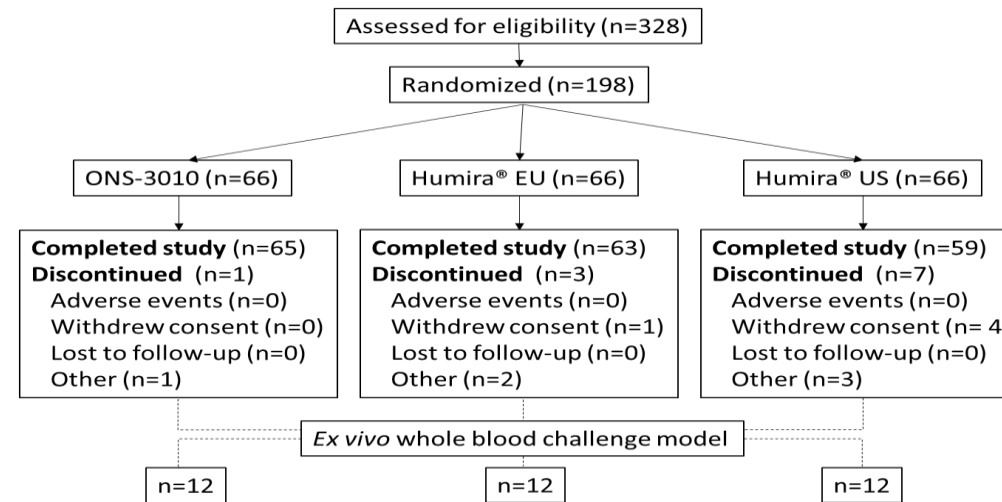 Assessed for eligibility (n=328)
Randomized (n=198)
ONS-3010 (n=66)
Humira® EU (n=66)
Humira® US (n=66)
Completed study (n=65)
Discontinued (n=1)
Adverse events (n=0)
Withdrew consent (n=0)
Lost to follow-up (n=0)
Other (n=1)
Completed study (n=63)
Discontinued (n=3)
Adverse events (n=0)
Withdrew consent (n=1)
Lost to follow-up (n=0)
Other (n=2)
Completed study (n=59)
Discontinued (n=7)
Adverse events (n=0)
Withdrew consent (n= 4
Lost to follow-up (n=0)
Other (n=3)
Ex vivo whole blood challenge model
n=12
n=12
n=12